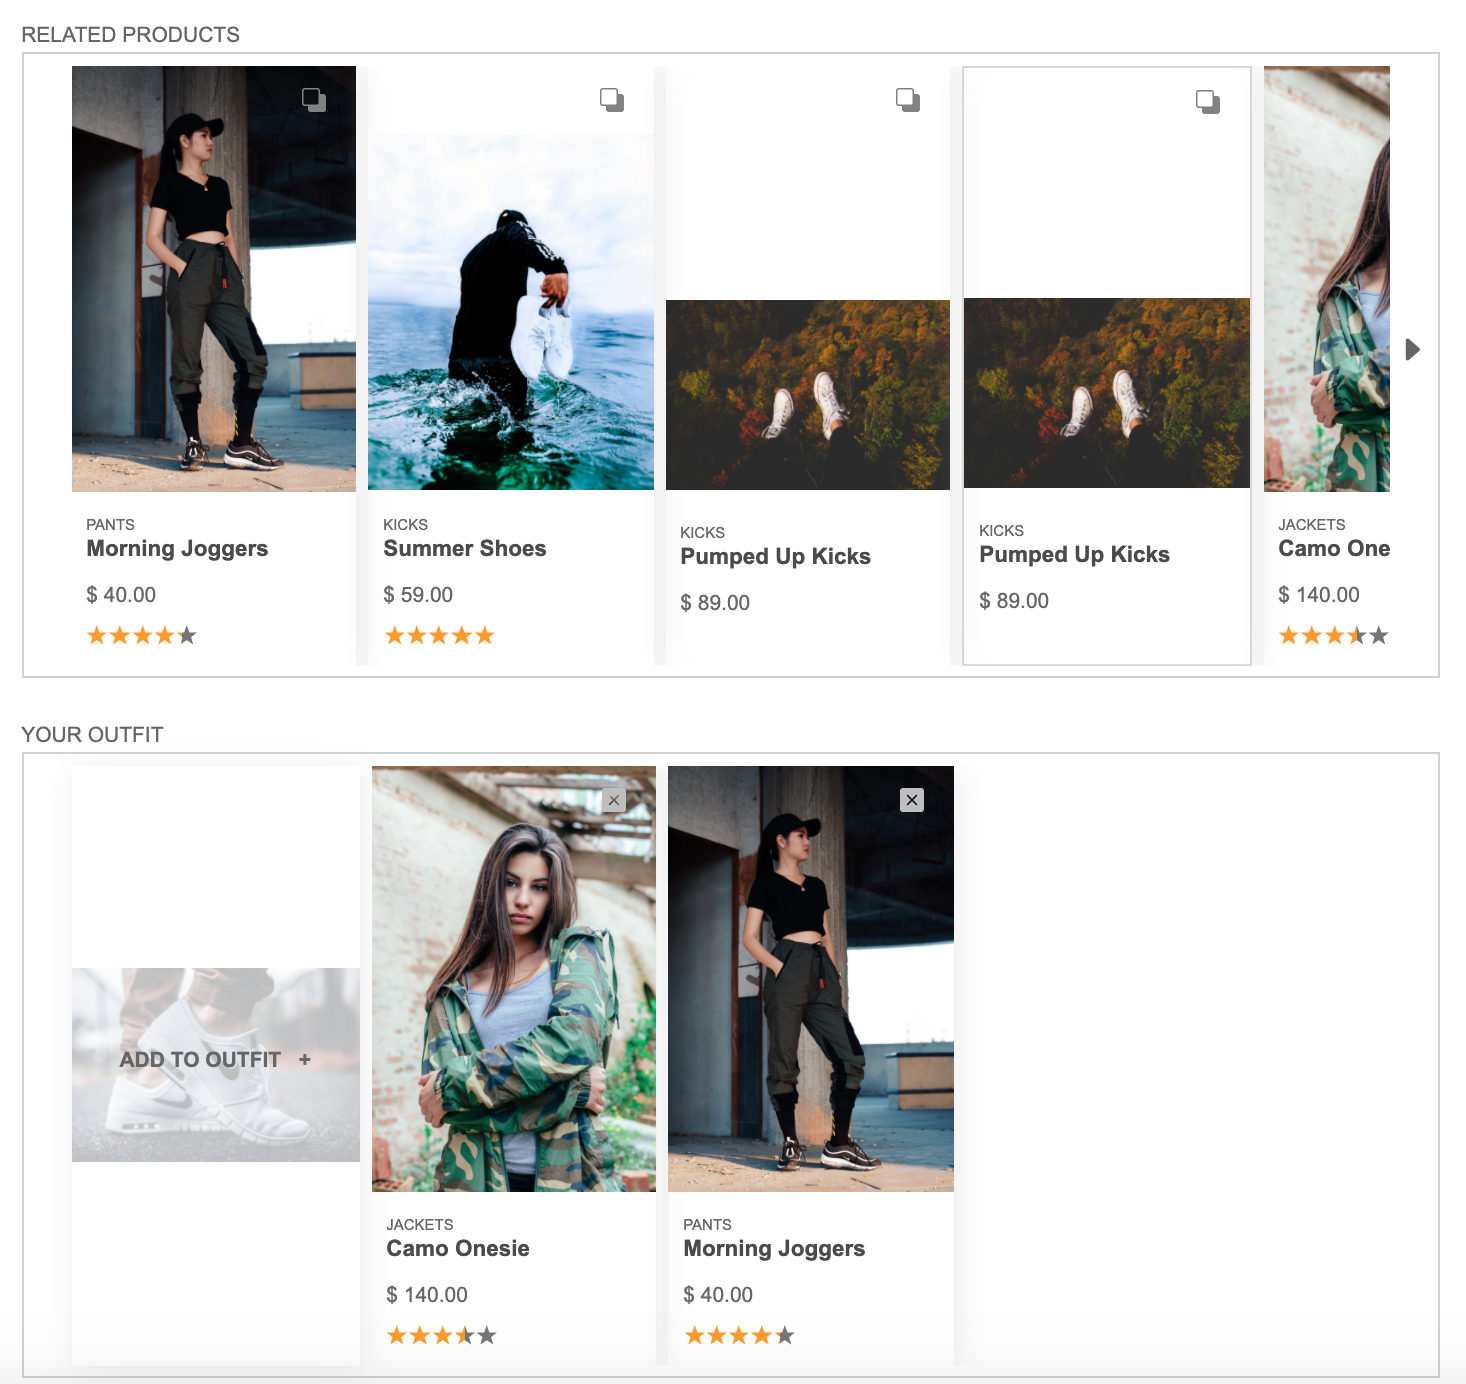 RELATED PRODUCTS
PANTS
Morning Joggers
$ 40.00
KICKS
Summer Shoes
$ 59.00
KICKS
Pumped Up Kicks
$ 89.00
KICKS
Pumped Up Kicks
$ 89.00
JACKETS
Camo One
$ 140.00
YOUR OUTFIT
ADD TO OUTFIT +
JACKETS
Camo Onesie
$ 140.00
PANTS
Morning Joggers
$ 40.00